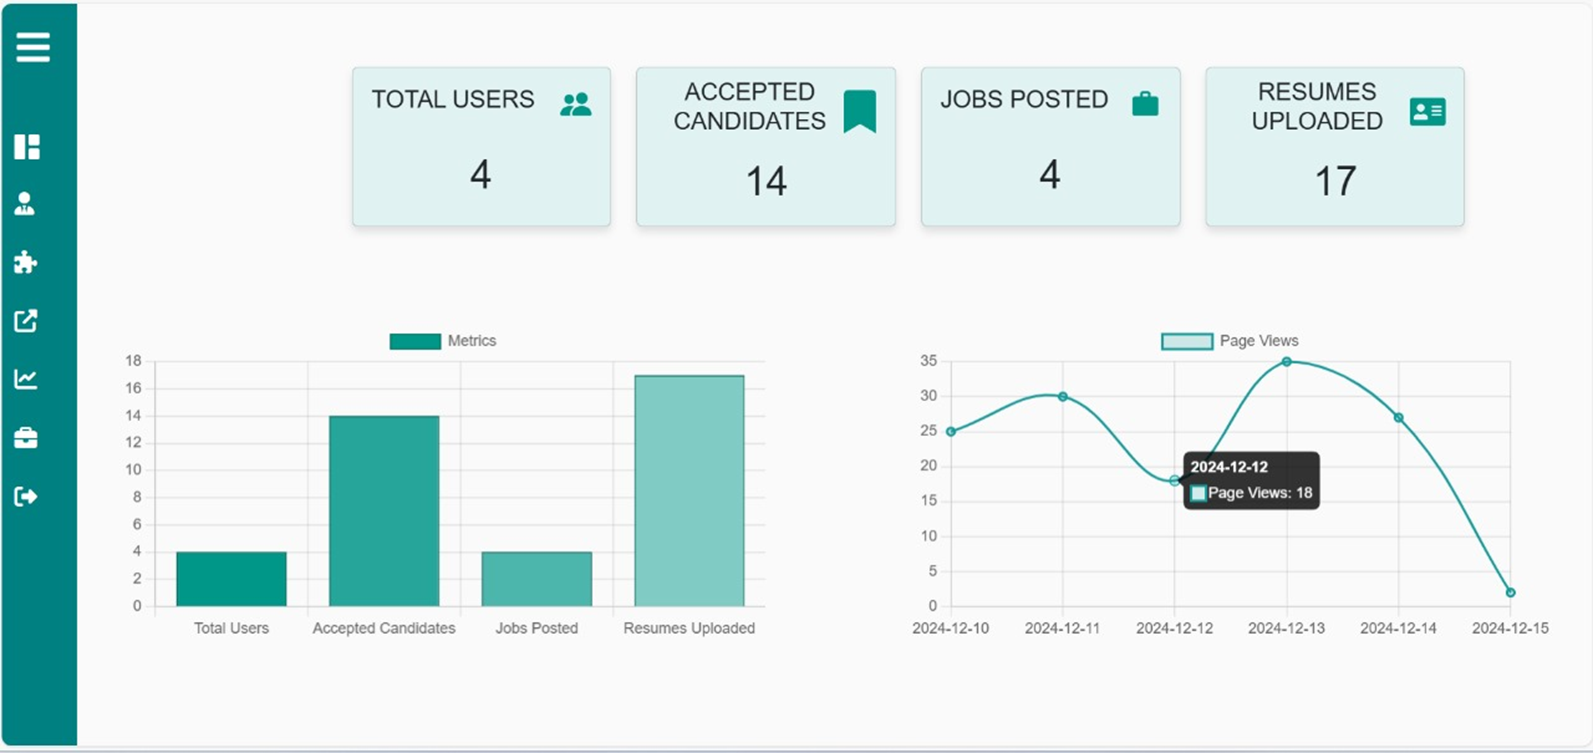 TOTAL USERS
4
ACCEPTED
CANDIDATES
14
JOBS POSTED
4
RESUMES
UPLOADED
17
Metrics
18
16
14
12
10
8
6
4
2
0
Total Users
Accepted Candidates
Jobs Posted
Resumes Uploaded
Page Views
35
30
25
20
15
10
5
0
2024-12-12
Page Views: 18
2024-12-10
2024-12-11
2024-12-12
2024-12-13
2024-12-14
2024-12-15